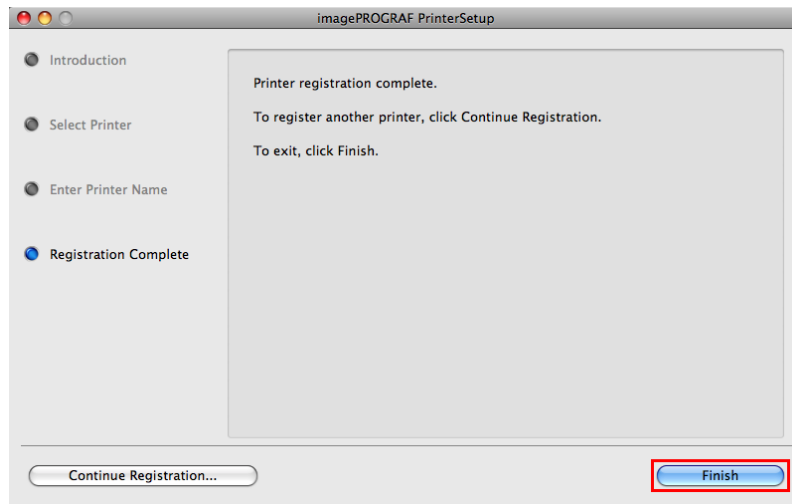 imagePROGRAF PrinterSetup
Introduction
Select Printer
Enter Printer Name
Registration Complete
Printer registration complete.
To register another printer, click Continue Registration.
To exit, click Finish.
Continue Registration...
Finish